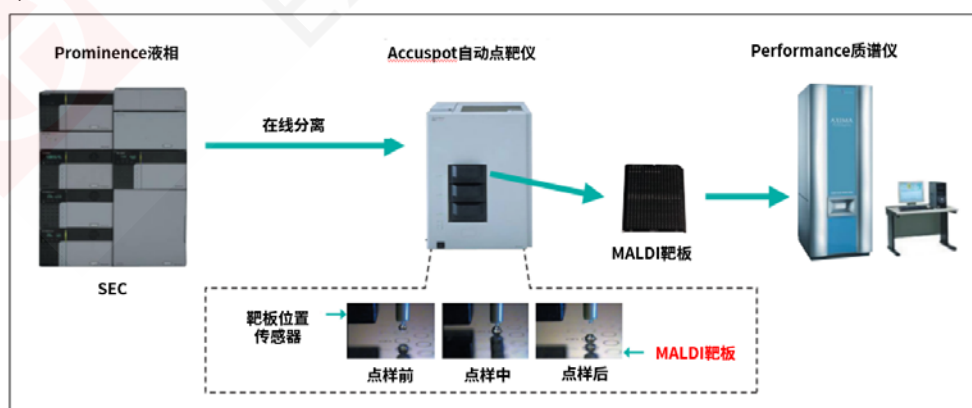 Prominence液相
Accuspot自动点靶仪
Performance质谱仪
在线分离
AXIMA
MALDI靶板
SEC
靶板位置
传感器
MALDI靶板
点样前
点样中
点样后